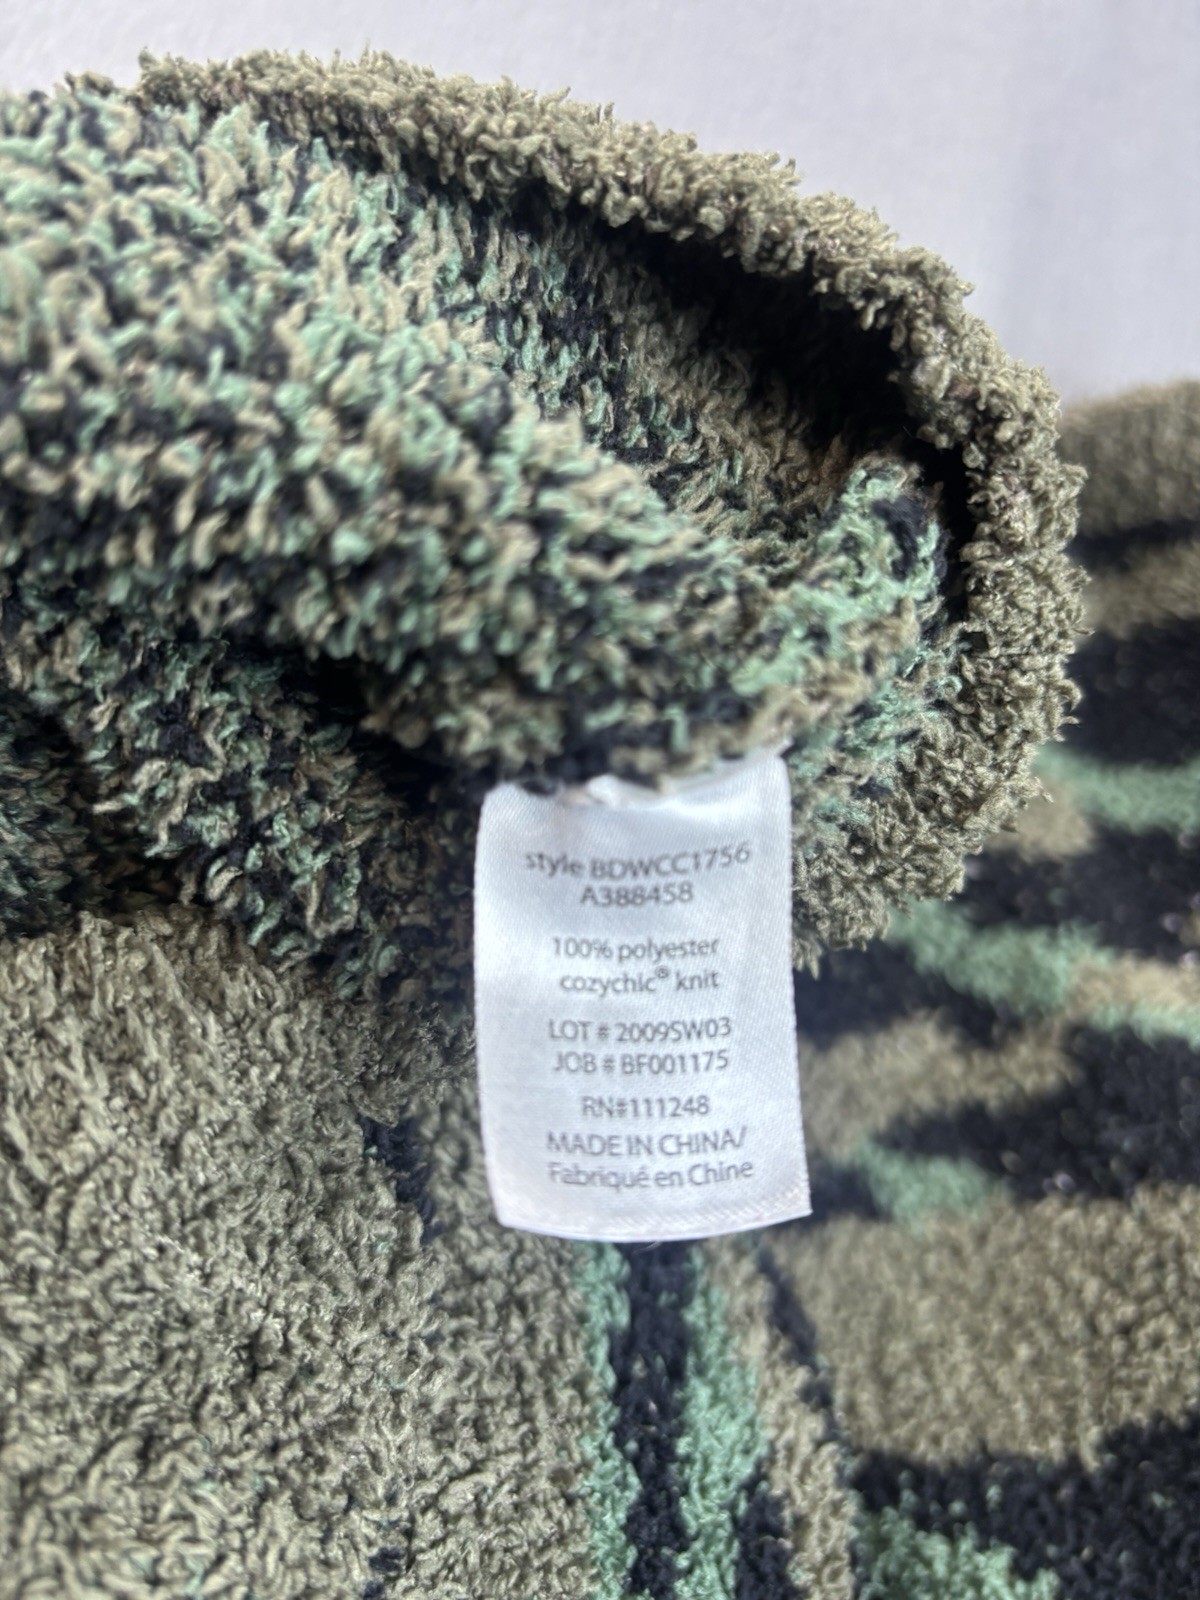 style BDWCC1756
A388458
100% polyester
cozychic® knit
LOT # 2009SW03
JOB # BF001175
RN#111248
MADE IN CHINA/
Fabriqué en Chine